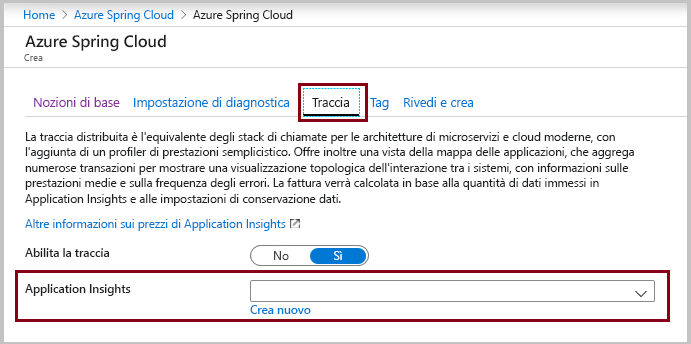 Home > Azure Spring Cloud > Azure Spring Cloud
Azure Spring Cloud
Crea
Nozioni di base Impostazione di diagnostica Traccia Tag Rivedi e crea
La traccia distribuita è l'equivalente degli stack di chiamate per le architetture di microservizi e cloud moderne, con
l'aggiunta di un profiler di prestazioni semplicistico. Offre inoltre una vista della mappa delle applicazioni, che aggrega
numerose transazioni per mostrare una visualizzazione topologica dell'interazione tra i sistemi, con informazioni sulle
prestazioni medie e sulla frequenza degli errori. La fattura verrà calcolata in base alla quantità di dati immessi in
Application Insights e alle impostazioni di conservazione dati.
Altre informazioni sui prezzi di Application Insights
Abilita la traccia No Sì
Application Insights
Crea nuovo